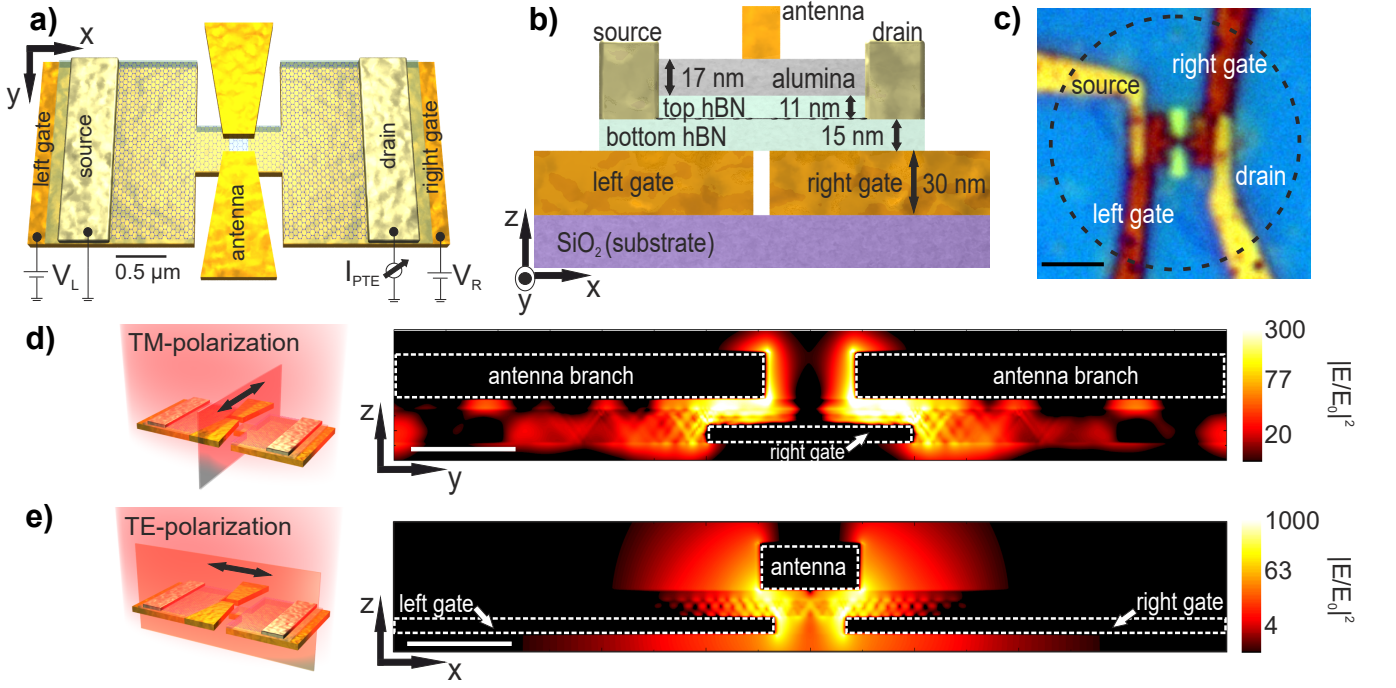 a)
x
y
left gate
source
antenna
drain
rijght gate
V_L
0.5 µm
I_PTE
V_R
b)
antenna
source
drain
17 nm
alumina
top hBN
11 nm
bottom hBN
15 nm
left gate
right gate
30 nm
z
SiO₂ (substrate)
y
x
c)
right gate
source
drain
left gate
d)
TM-polarization
antenna branch
antenna branch
right gate
z
y
300
77
20
|E/E₀|²
e)
TE-polarization
antenna
left gate
right gate
z
x
1000
63
4
|E/E₀|²